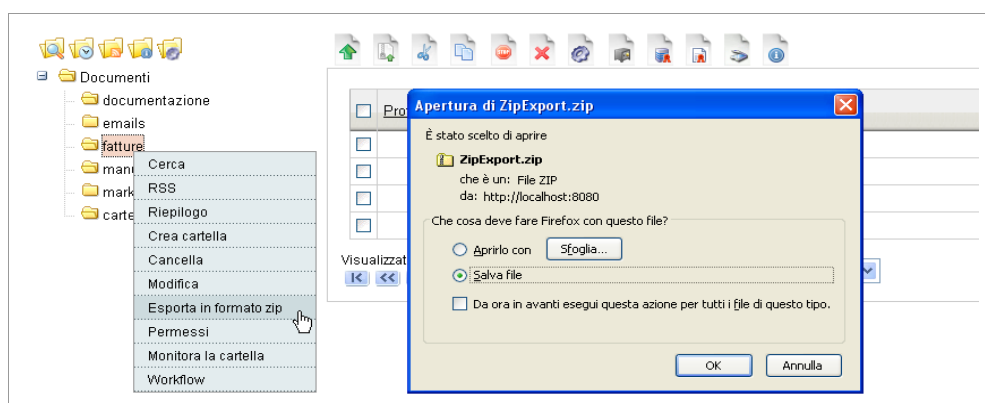 Documenti
documentazione
emails
fatture
Cerca
RSS
Riepilogo
Crea cartella
Cancella
Modifica
Esporta in formato zip
Permessi
Monitora la cartella
Workflow
Apertura di ZipExport.zip
È stato scelto di aprire
ZipExport.zip
che è un: File ZIP
da: http://localhost:8080
Che cosa deve fare Firefox con questo file?
Aprirlo con Sfoglia...
Salva file
Da ora in avanti esegui questa azione per tutti i file di questo tipo.
OK Annulla